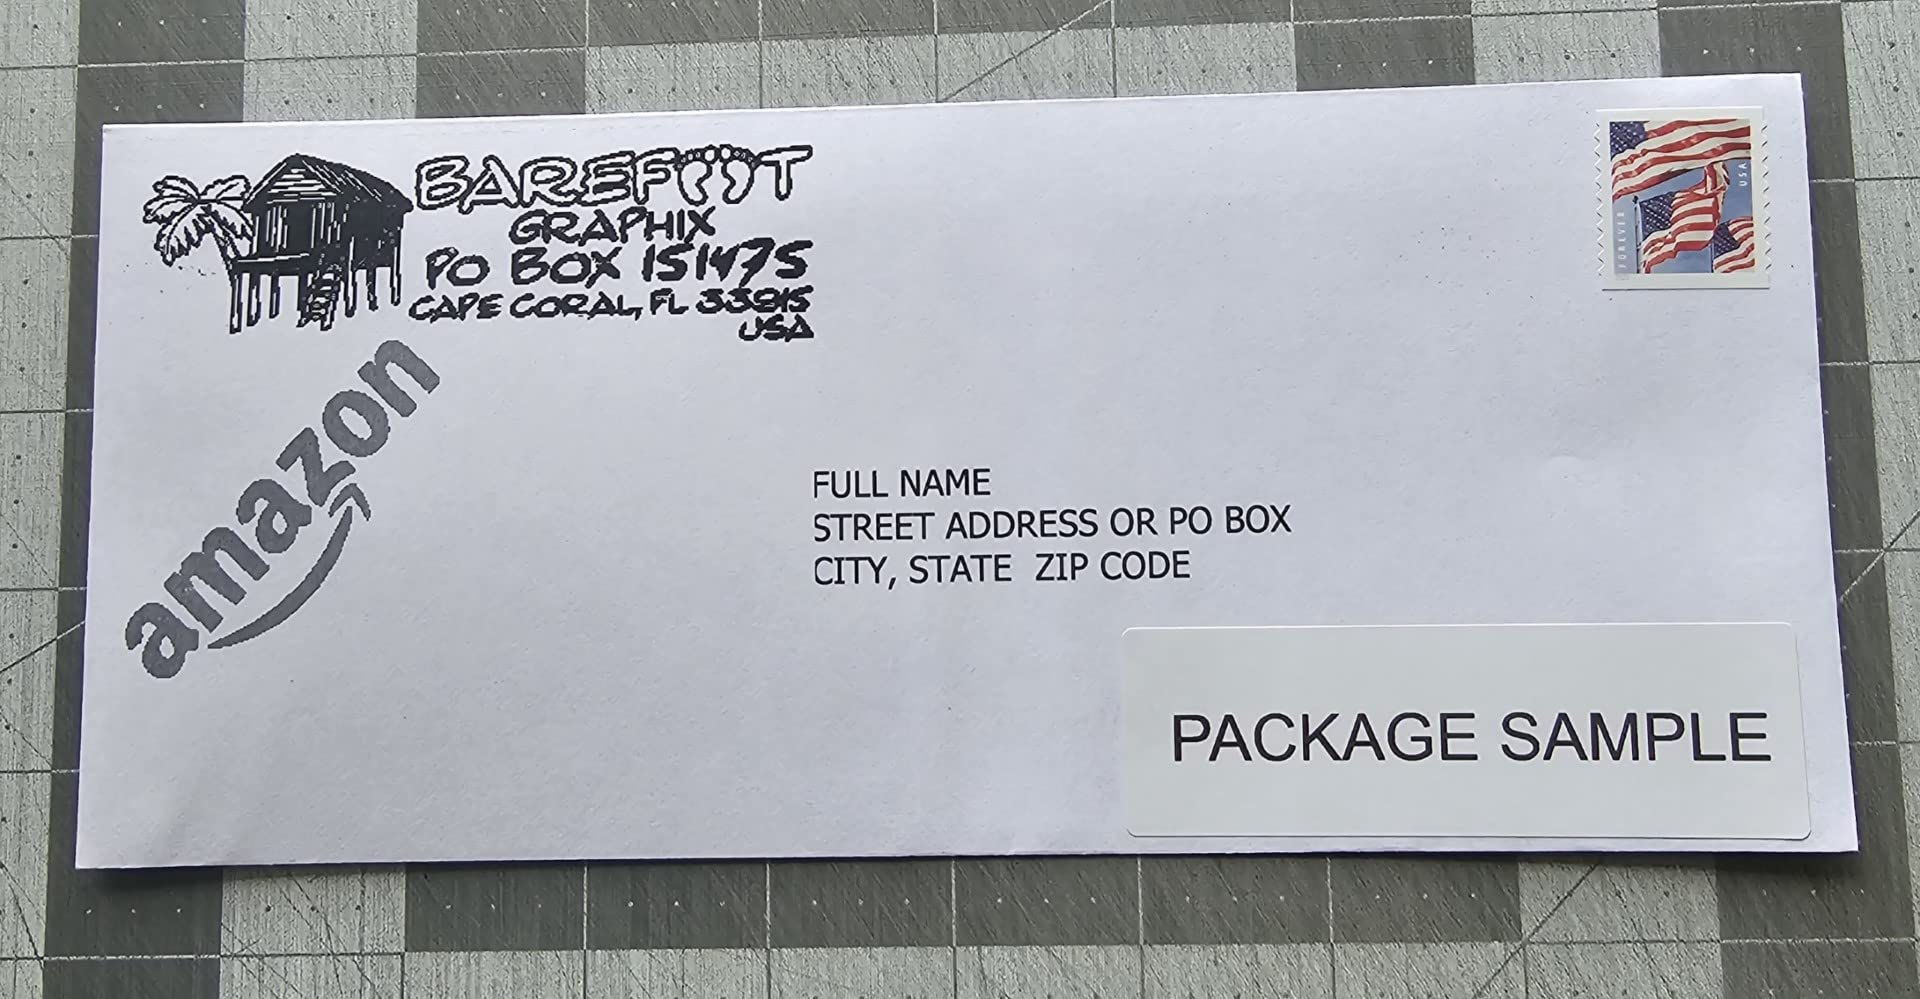 BAREFOOT
GRAPHIX
PO BOX 151475
CAPE CORAL, FL 33915
USA
amazon
FOREVER
USA
FULL NAME
STREET ADDRESS OR PO BOX
CITY, STATE  ZIP CODE
PACKAGE SAMPLE